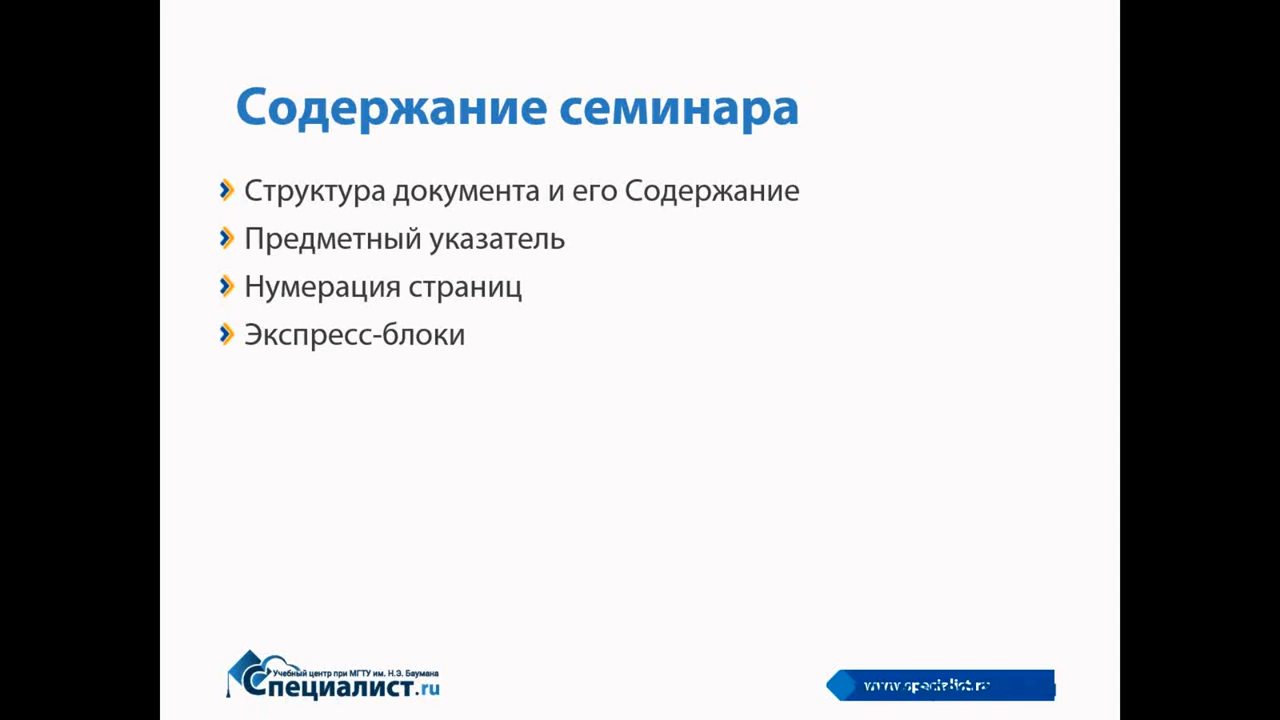 Содержание семинара
Структура документа и его Содержание
Предметный указатель
Нумерация страниц
Экспресс-блоки
Учебный центр при МГТУ им. Н.Э. Баумана
Специалист.ru